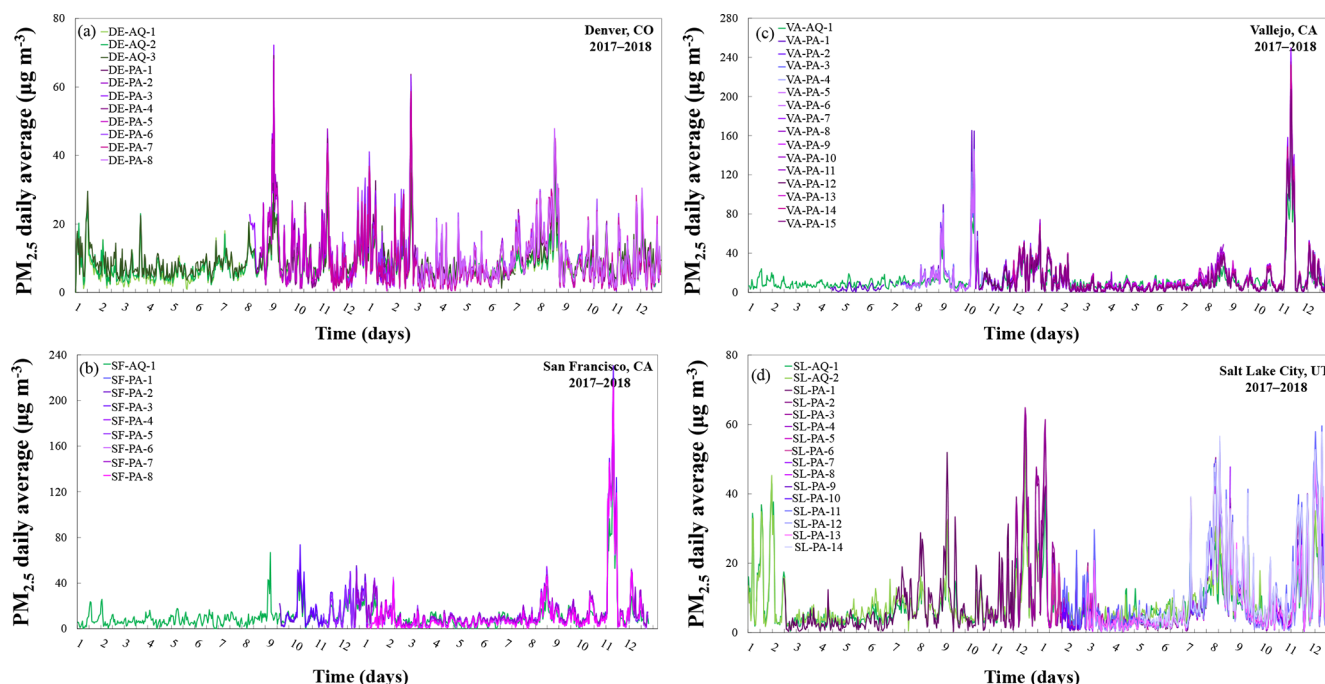 (a)
Denver, CO
2017–2018
PM2.5 daily average (µg m-3)
80
60
40
20
0
DE-AQ-1
DE-AQ-2
DE-AQ-3
DE-PA-1
DE-PA-2
DE-PA-3
DE-PA-4
DE-PA-5
DE-PA-6
DE-PA-7
DE-PA-8
1 2 3 4 5 6 7 8 9 10 11 12 1 2 3 4 5 6 7 8 9 10 11 12
Time (days)
(c)
Vallejo, CA
2017–2018
PM2.5 daily average (µg m-3)
280
240
200
160
120
80
40
0
VA-AQ-1
VA-PA-1
VA-PA-2
VA-PA-3
VA-PA-4
VA-PA-5
VA-PA-6
VA-PA-7
VA-PA-8
VA-PA-9
VA-PA-10
VA-PA-11
VA-PA-12
VA-PA-13
VA-PA-14
VA-PA-15
1 2 3 4 5 6 7 8 9 10 11 12 1 2 3 4 5 6 7 8 9 10 11 12
Time (days)
(b)
San Francisco, CA
2017–2018
PM2.5 daily average (µg m-3)
240
200
160
120
80
40
0
SF-AQ-1
SF-PA-1
SF-PA-2
SF-PA-3
SF-PA-4
SF-PA-5
SF-PA-6
SF-PA-7
SF-PA-8
1 2 3 4 5 6 7 8 9 10 11 12 1 2 3 4 5 6 7 8 9 10 11 12
Time (days)
(d)
Salt Lake City, UT
2017–2018
PM2.5 daily average (µg m-3)
80
60
40
20
0
SL-AQ-1
SL-AQ-2
SL-PA-1
SL-PA-2
SL-PA-3
SL-PA-4
SL-PA-5
SL-PA-6
SL-PA-7
SL-PA-8
SL-PA-9
SL-PA-10
SL-PA-11
SL-PA-12
SL-PA-13
SL-PA-14
1 2 3 4 5 6 7 8 9 10 11 12 1 2 3 4 5 6 7 8 9 10 11 12
Time (days)